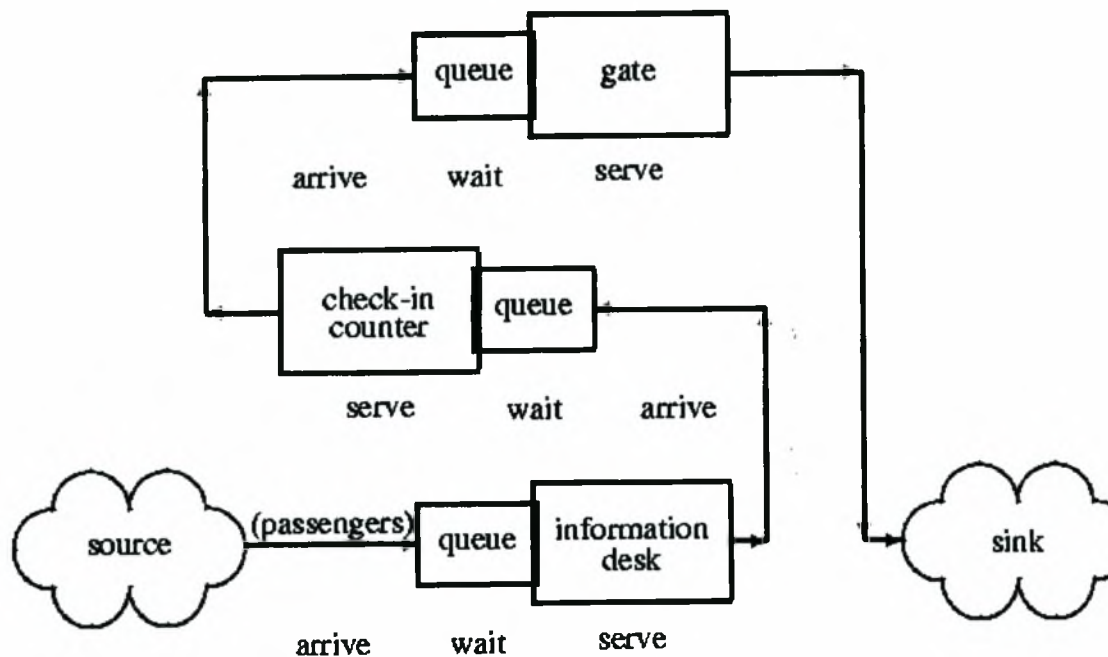 queue gate
arrive wait serve
check-in
counter
queue
serve wait arrive
(passengers)
source
queue
information
desk
sink
arrive wait serve